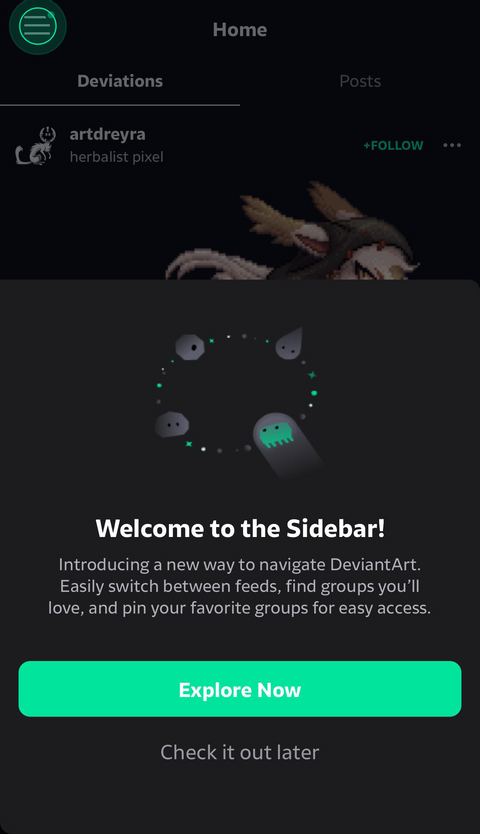 Home
Deviations
Posts
artdreyra
herbalist pixel
+FOLLOW
Welcome to the Sidebar!
Introducing a new way to navigate DeviantArt.
Easily switch between feeds, find groups you’ll
love, and pin your favorite groups for easy access.
Explore Now
Check it out later